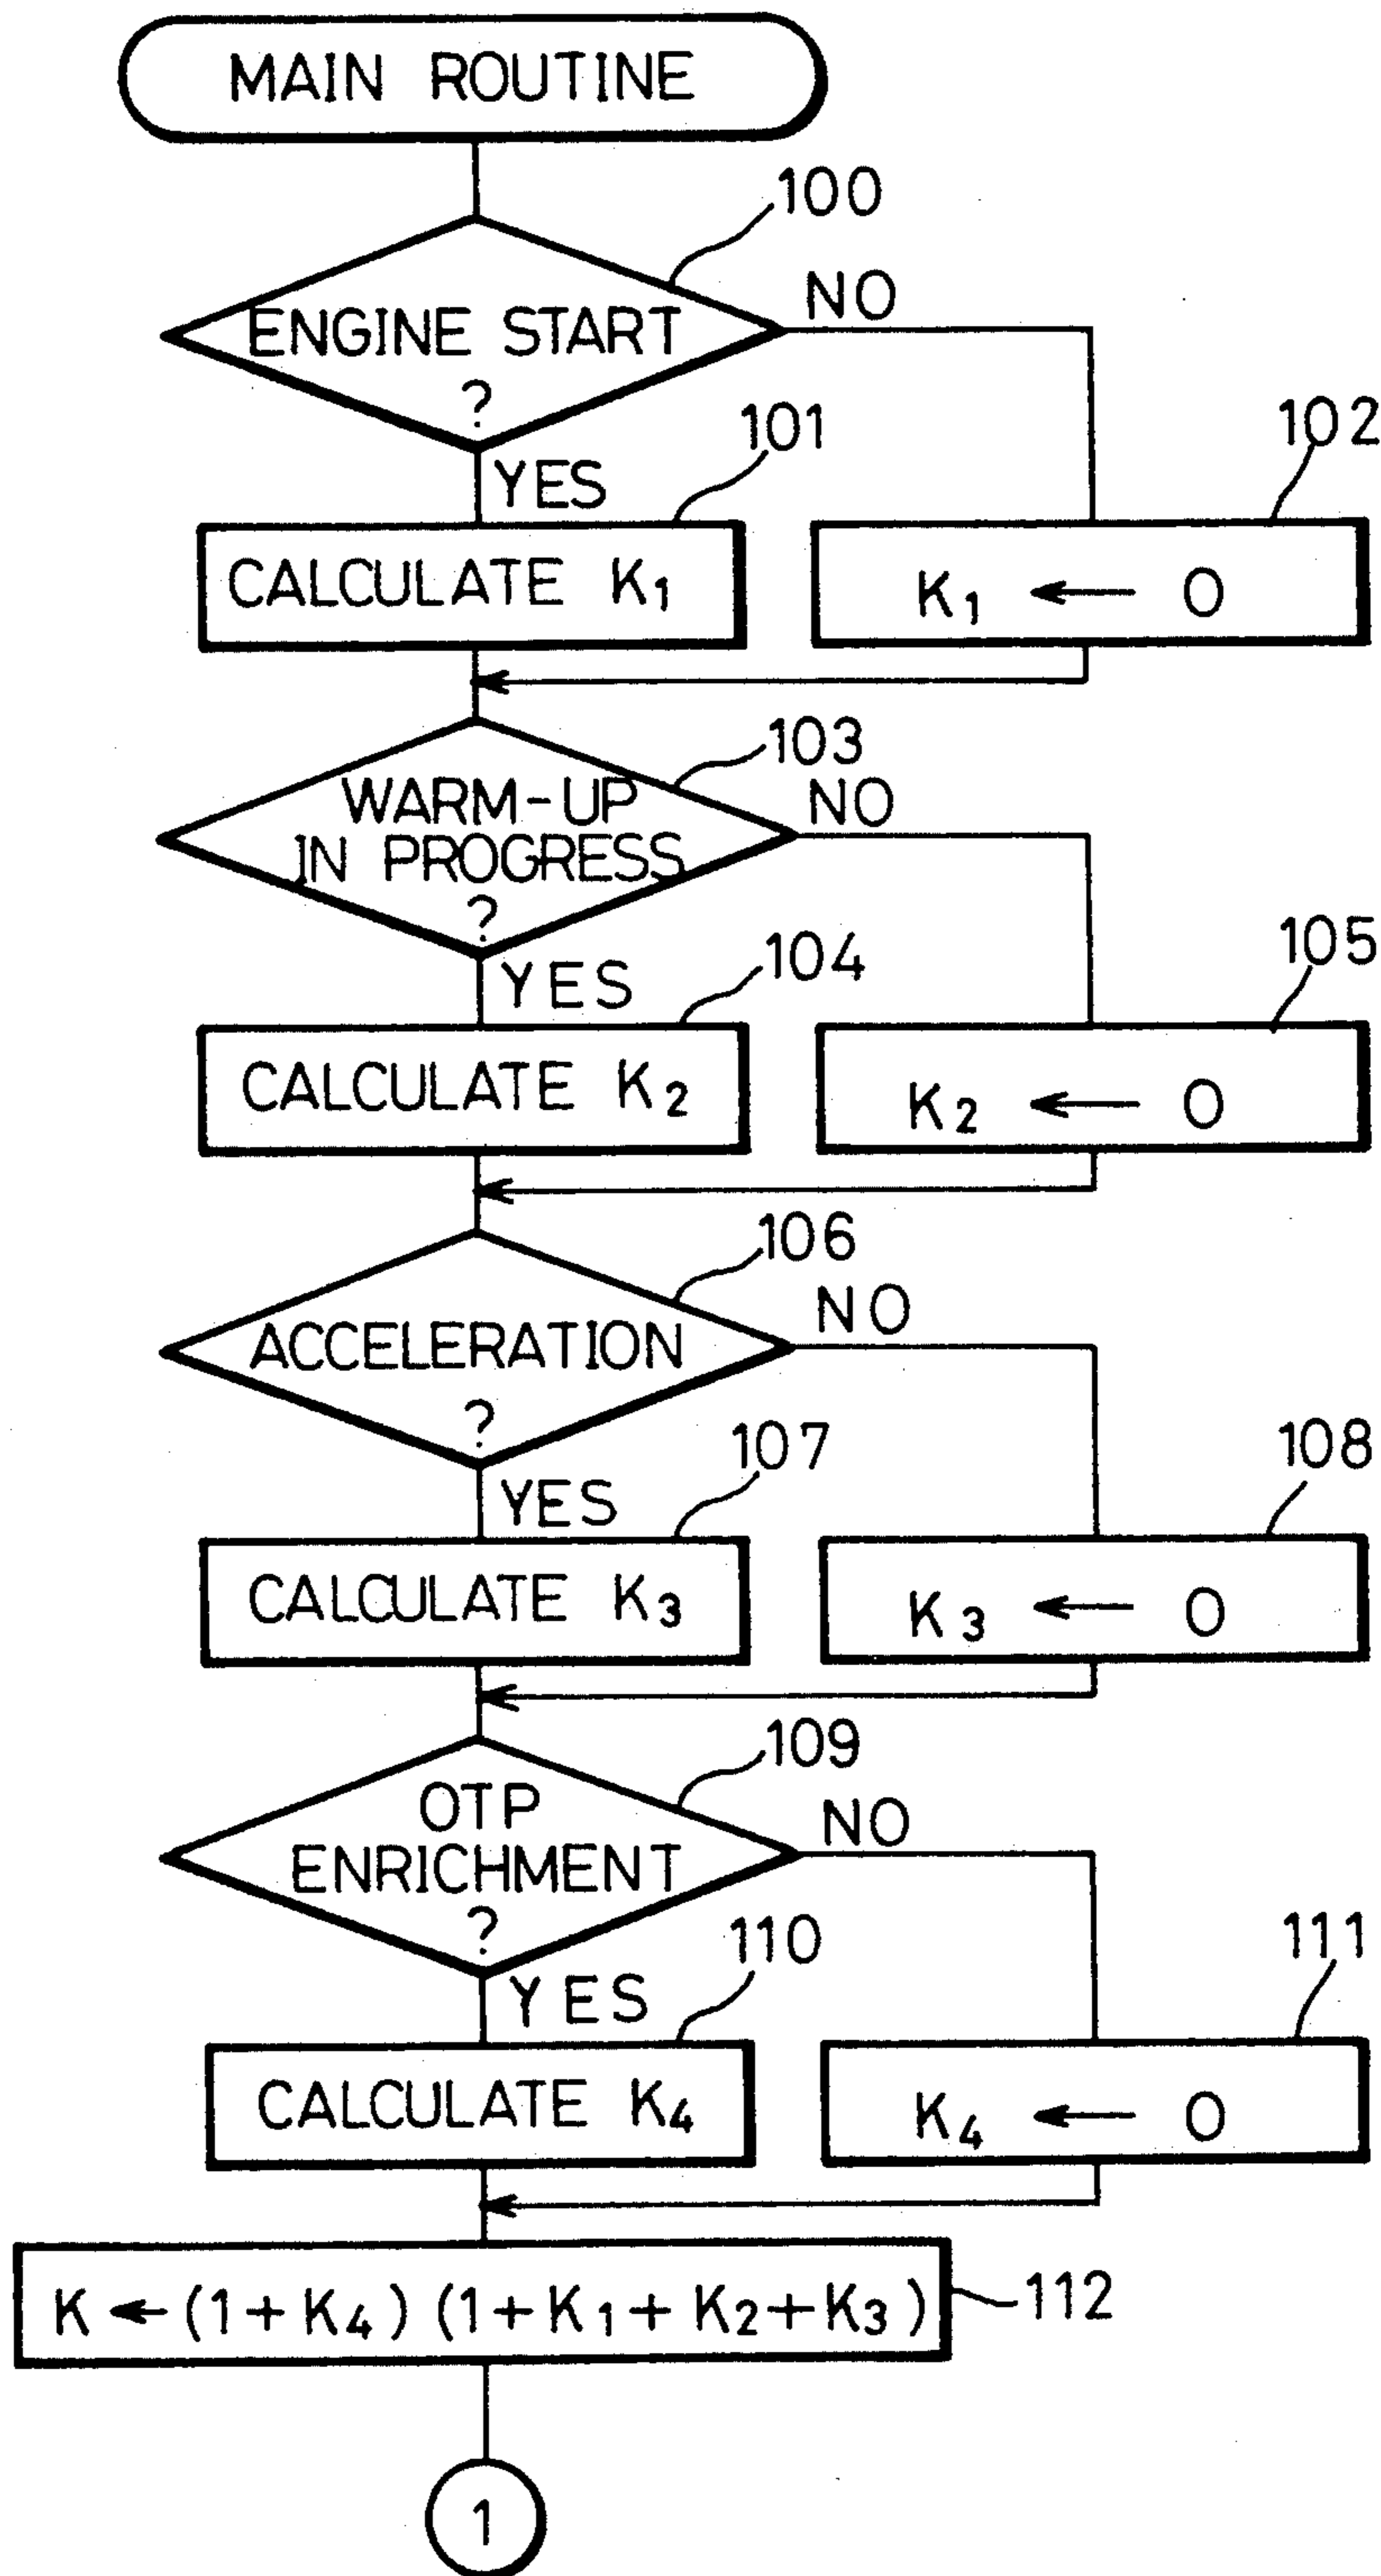 MAIN ROUTINE
100
ENGINE START
?
NO
YES
101
102
CALCULATE K1
K1 ← 0
103
WARM-UP
IN PROGRESS
?
NO
YES
104
105
CALCULATE K2
K2 ← 0
106
ACCELERATION
?
NO
YES
107
108
CALCULATE K3
K3 ← 0
109
OTP
ENRICHMENT
?
NO
YES
110
111
CALCULATE K4
K4 ← 0
K ← (1 + K4) (1 + K1 + K2 + K3)
112
1